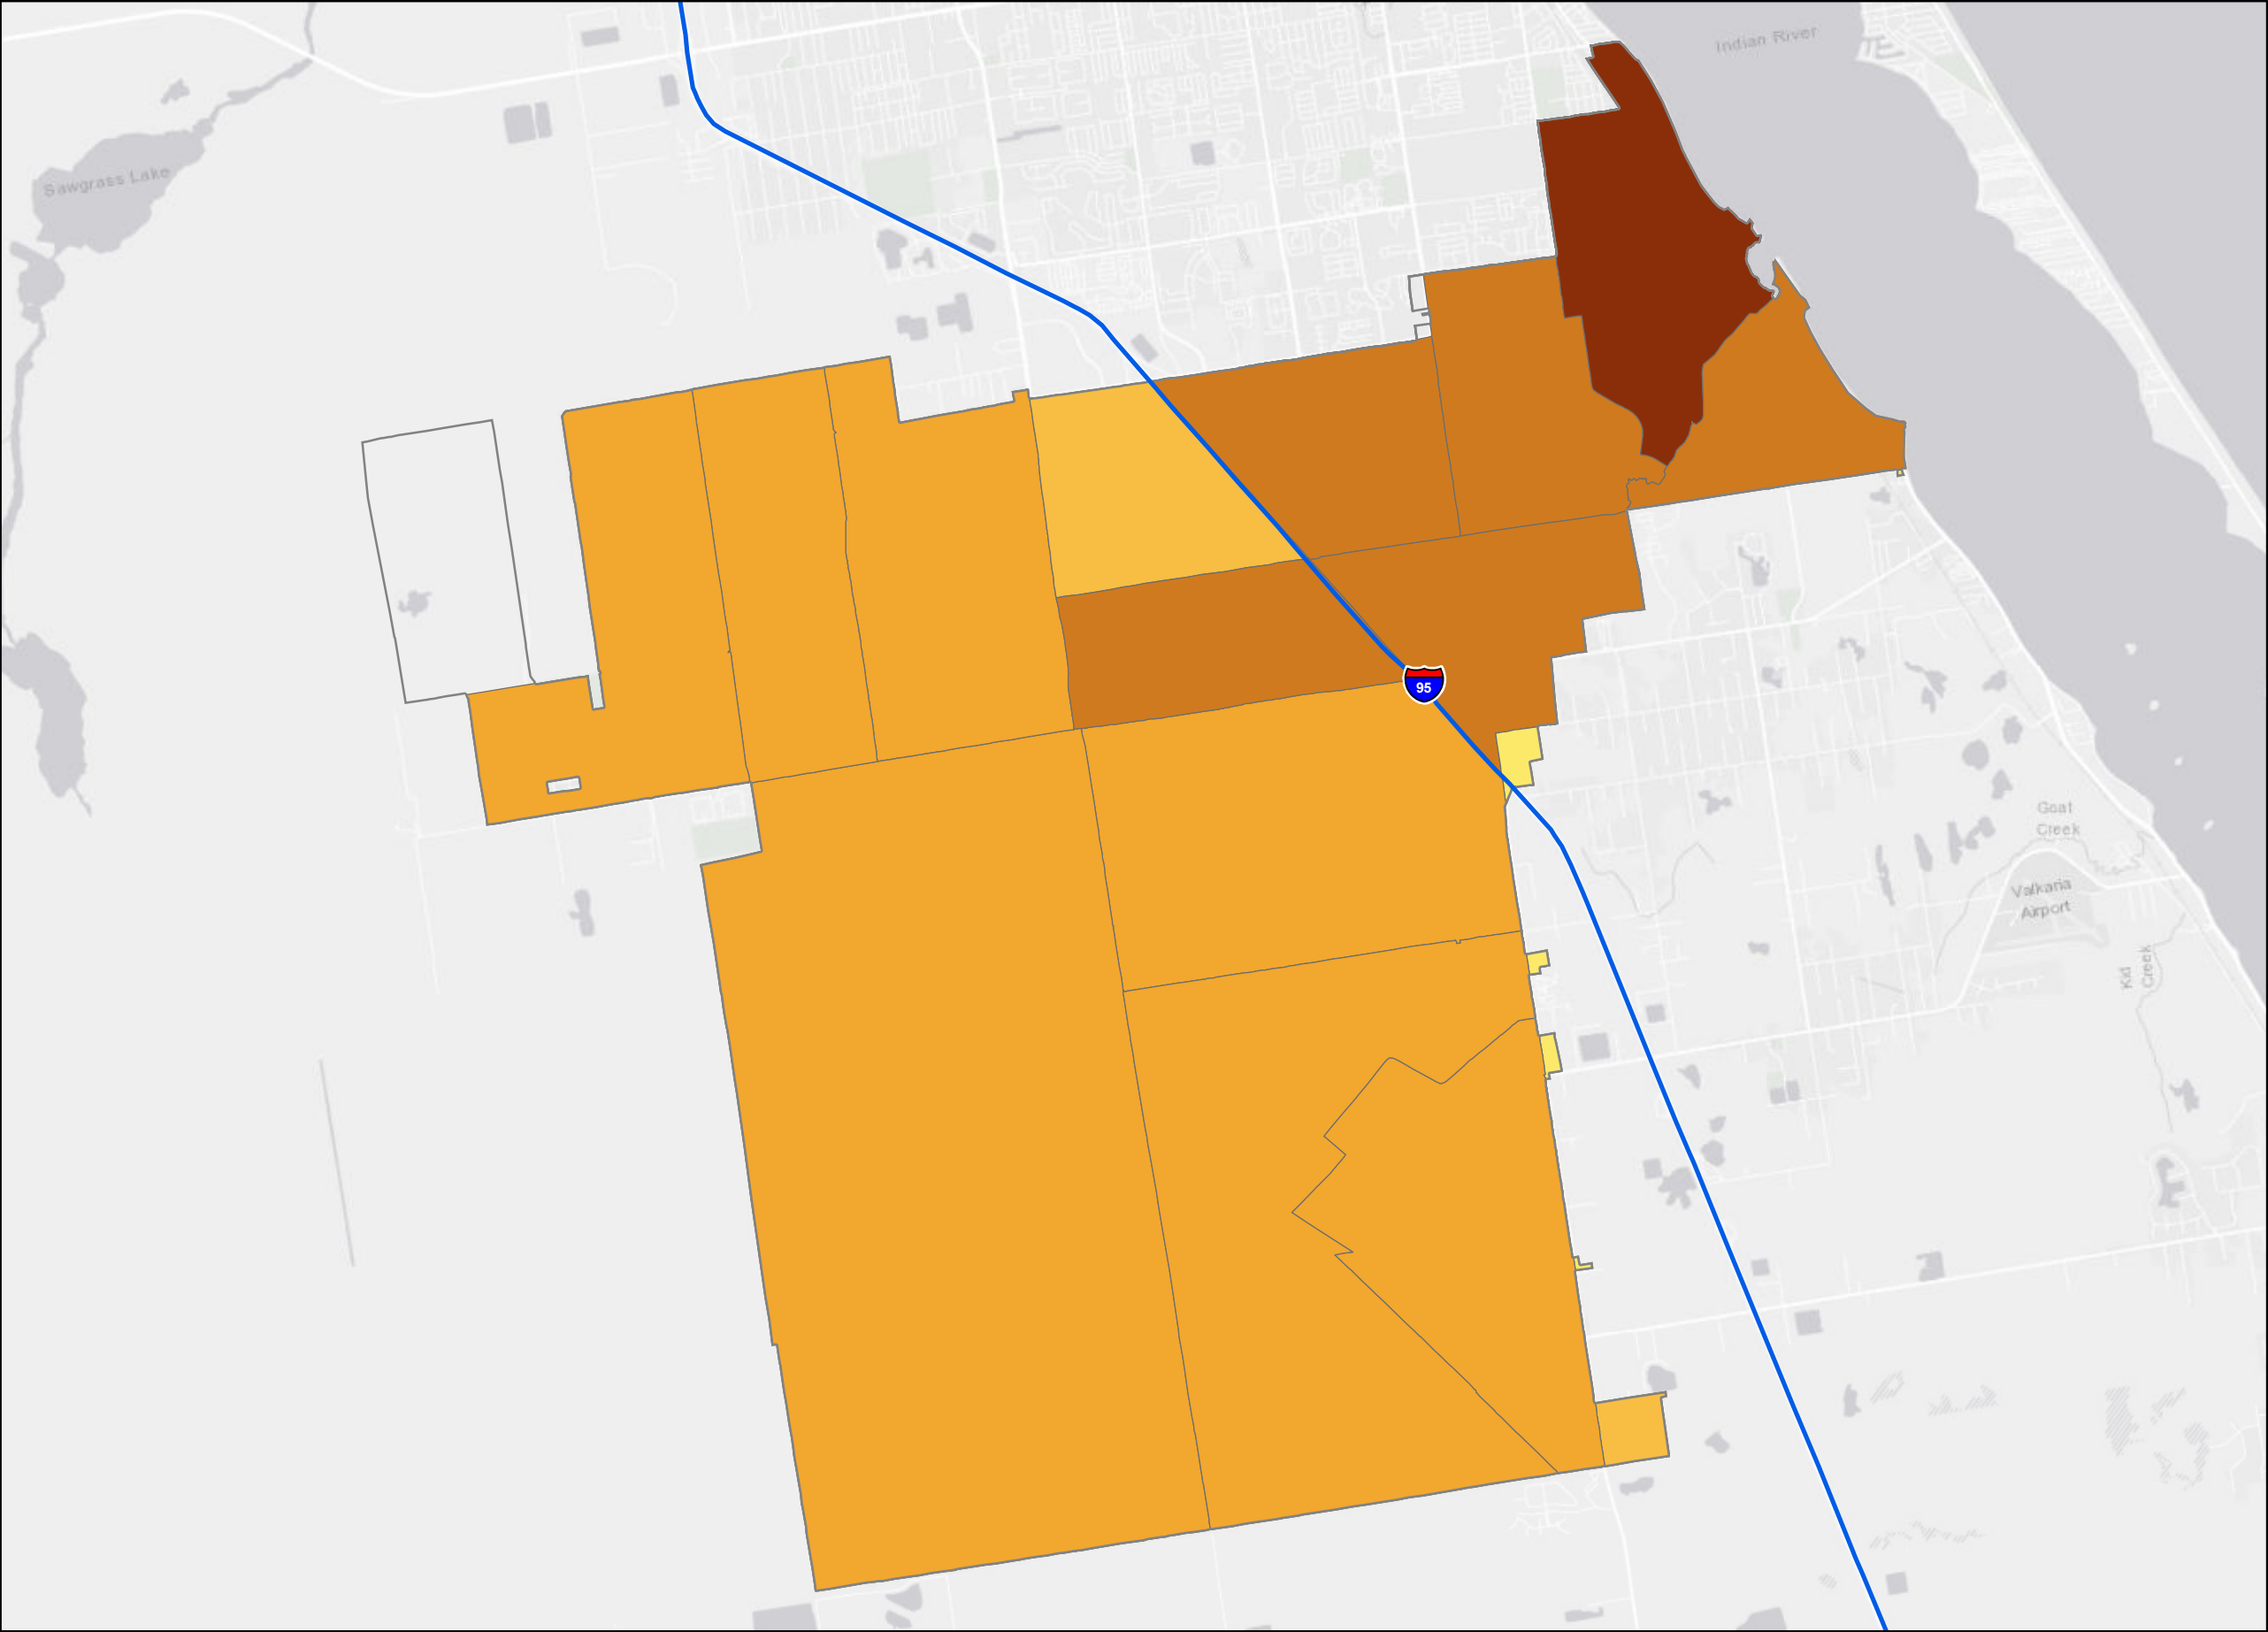 Indian River
Sawgrass Lake
95
Goat
Creek
Valkaria
Airport
Kid
Creek